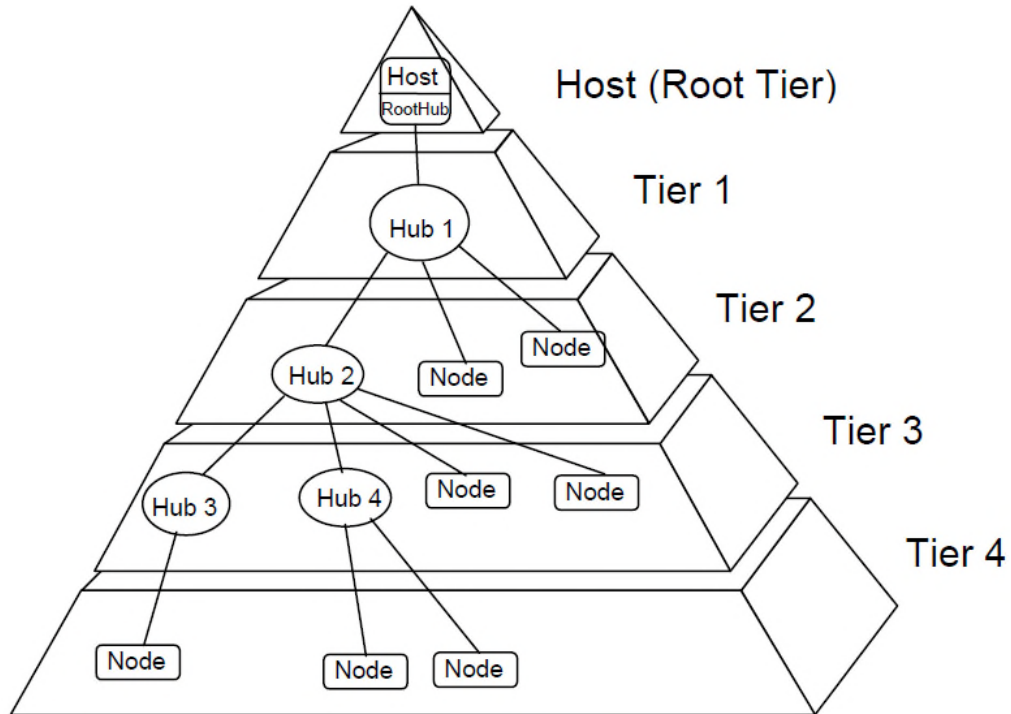 Host
RootHub
Host (Root Tier)
Hub 1
Tier 1
Hub 2
Node
Node
Tier 2
Hub 3
Hub 4
Node
Node
Tier 3
Node
Node
Node
Tier 4